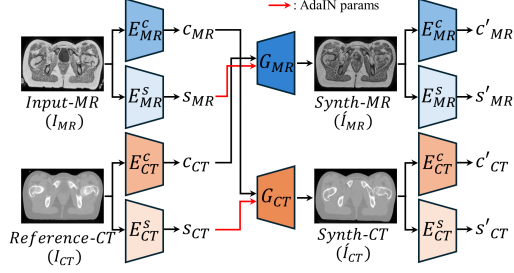 : AdaIN params
E^c_MR c_MR
E^s_MR s_MR
Input-MR
(I_MR)
G_MR
Synth-MR
(Í_MR)
E^c_MR c′_MR
E^s_MR s′_MR
E^c_CT c_CT
E^s_CT s_CT
Reference-CT
(I_CT)
G_CT
Synth-CT
(Í_CT)
E^c_CT c′_CT
E^s_CT s′_CT